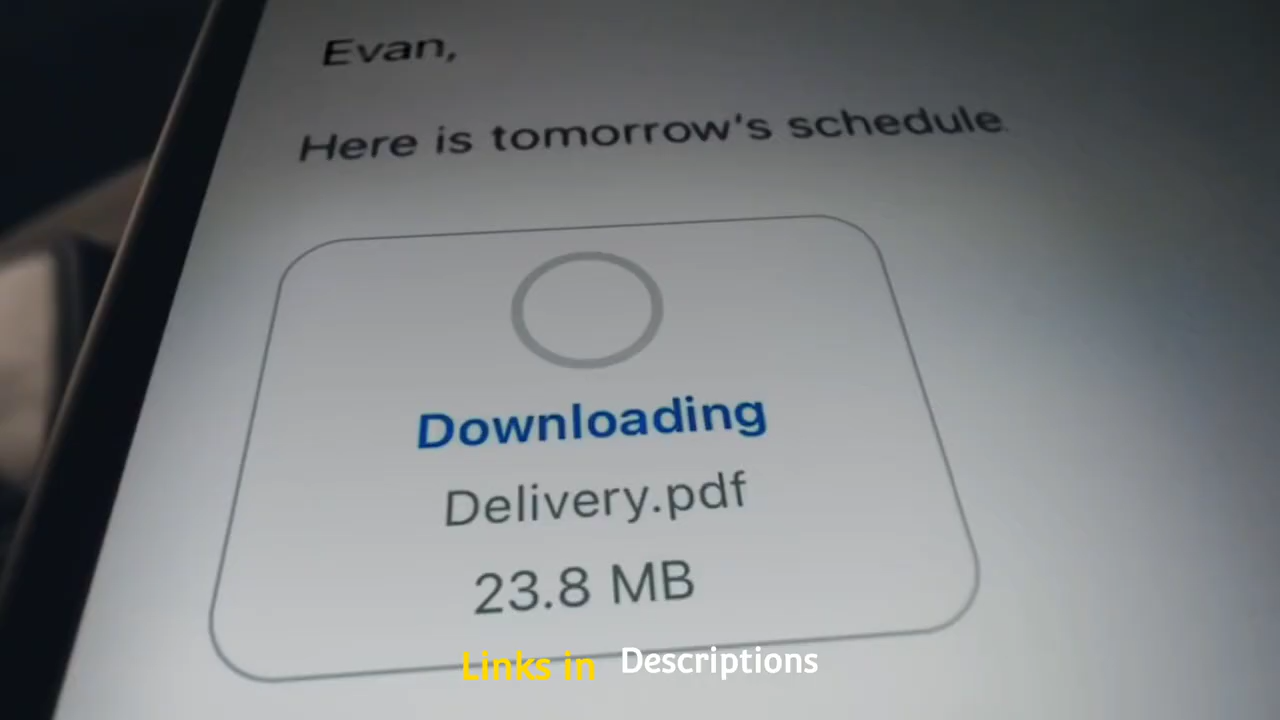 Evan,
Here is tomorrow's schedule
Downloading
Delivery.pdf
23.8 MB
Links in Descriptions